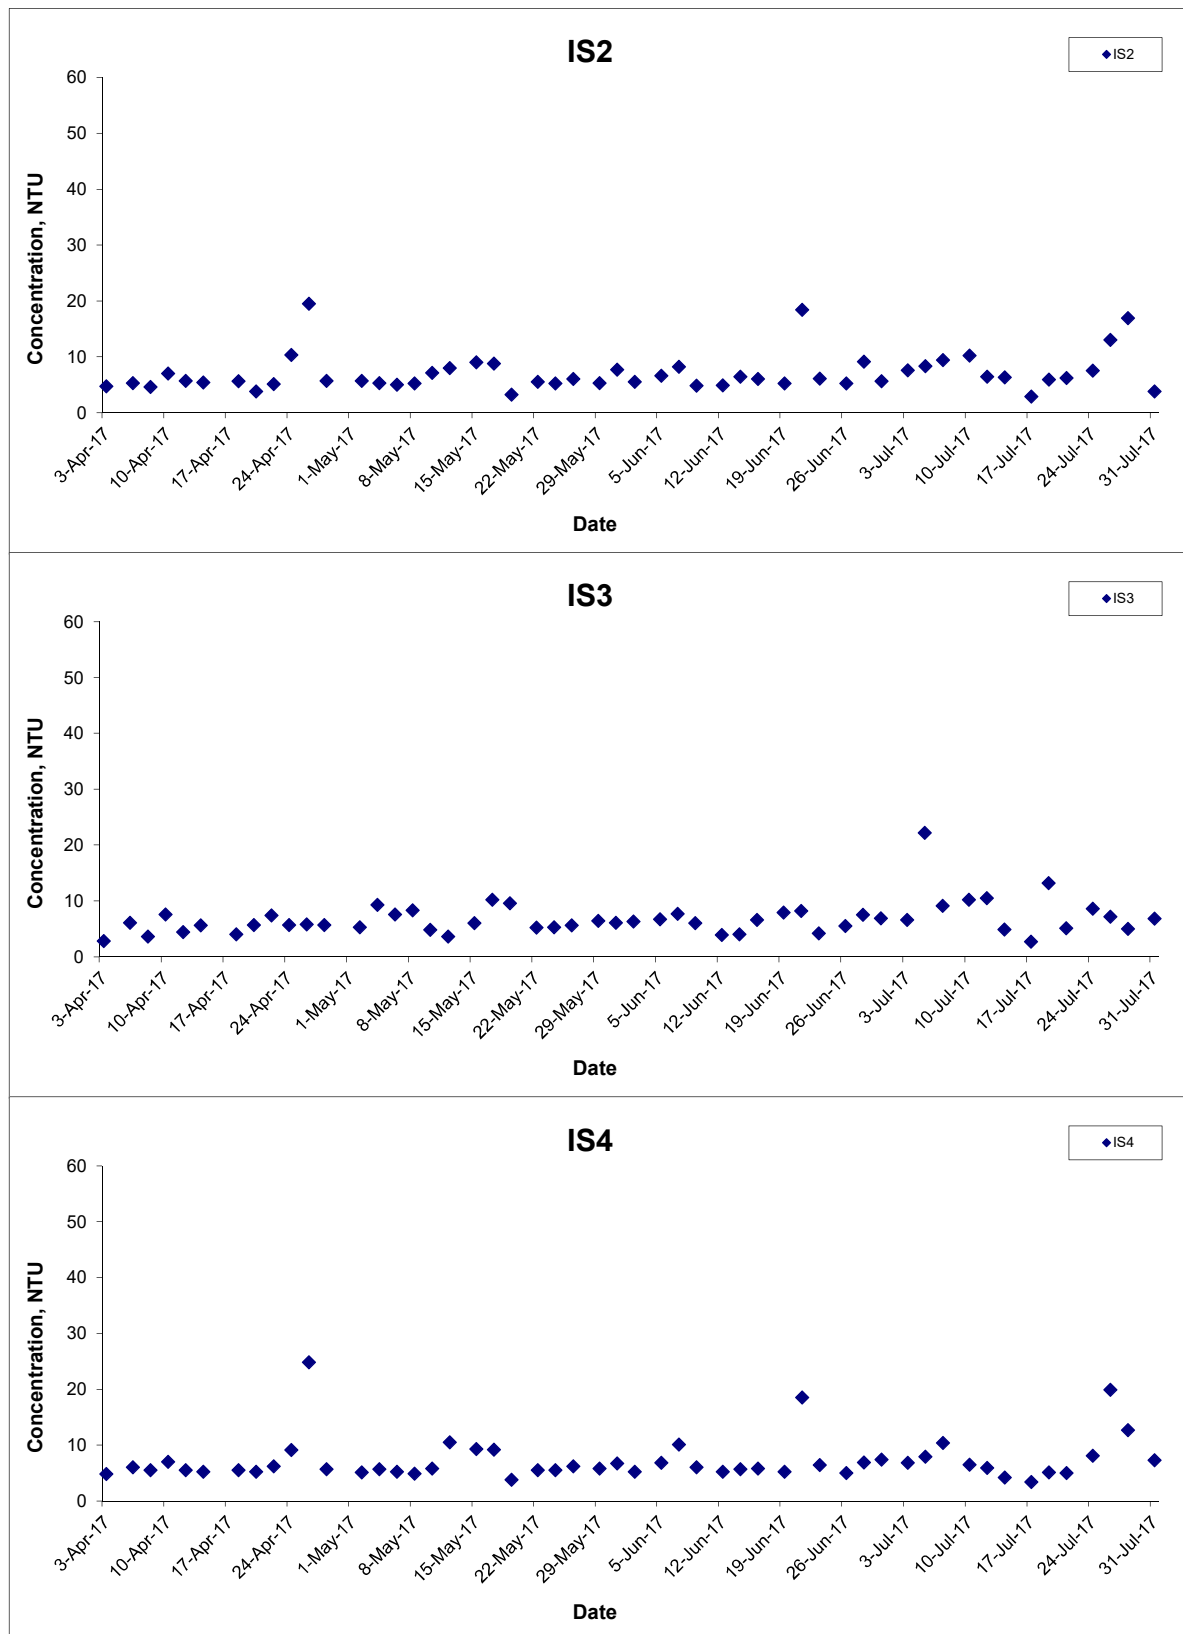 IS2
IS2
60
50
40
30
20
10
0
Concentration, NTU
3-Apr-17
10-Apr-17
17-Apr-17
24-Apr-17
1-May-17
8-May-17
15-May-17
22-May-17
29-May-17
5-Jun-17
12-Jun-17
19-Jun-17
26-Jun-17
3-Jul-17
10-Jul-17
17-Jul-17
24-Jul-17
31-Jul-17
Date
IS3
IS3
60
50
40
30
20
10
0
Concentration, NTU
3-Apr-17
10-Apr-17
17-Apr-17
24-Apr-17
1-May-17
8-May-17
15-May-17
22-May-17
29-May-17
5-Jun-17
12-Jun-17
19-Jun-17
26-Jun-17
3-Jul-17
10-Jul-17
17-Jul-17
24-Jul-17
31-Jul-17
Date
IS4
IS4
60
50
40
30
20
10
0
Concentration, NTU
3-Apr-17
10-Apr-17
17-Apr-17
24-Apr-17
1-May-17
8-May-17
15-May-17
22-May-17
29-May-17
5-Jun-17
12-Jun-17
19-Jun-17
26-Jun-17
3-Jul-17
10-Jul-17
17-Jul-17
24-Jul-17
31-Jul-17
Date